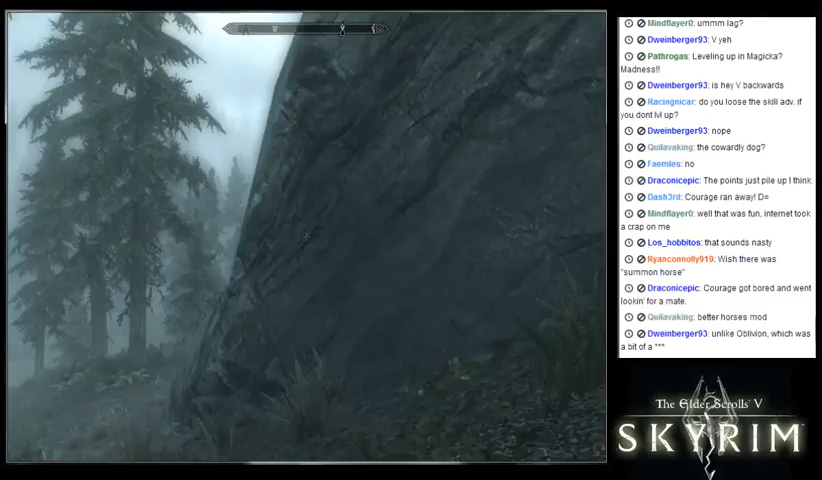 Mindflayer0: ummm lag?
Dweinberger93: V yeh
Pathrogas: Leveling up in Magicka?
Madness!!
Dweinberger93: is hey V backwards
Racingnicar: do you loose the skill adv. if
you dont lvl up?
Dweinberger93: nope
Quilavaking: the cowardly dog?
Faemles: no
Draconicepic: The points just pile up I think.
Dash3rd: Courage ran away! D=
Mindflayer0: well that was fun, internet took
a crap on me
Los_hobbitos: that sounds nasty
Ryanconnolly919: Wish there was
"summon horse"
Draconicepic: Courage got bored and went
lookin' for a mate.
Quilavaking: better horses mod
Dweinberger93: unlike Oblivion, which was
a bit of a ***
The Elder Scrolls V
SKYRIM